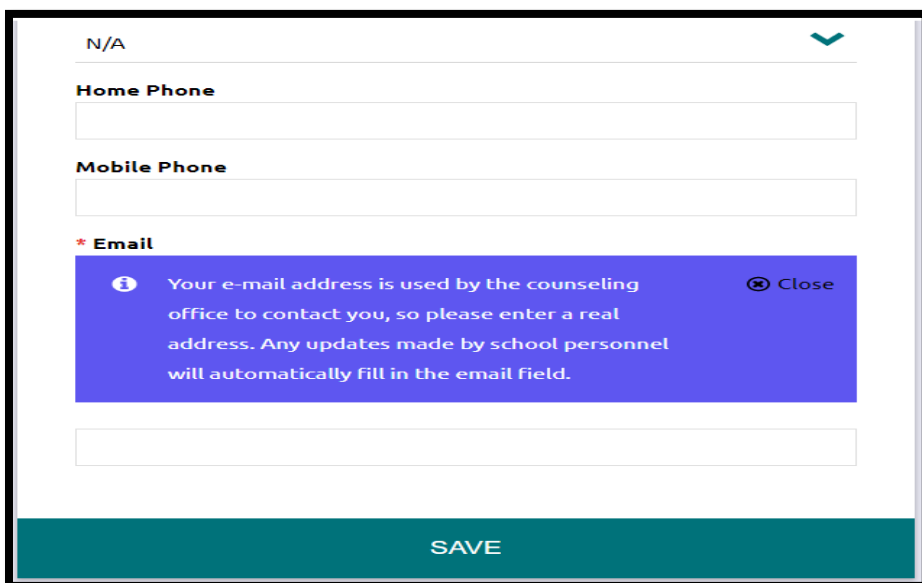 N/A
Home Phone
Mobile Phone
* Email
Your e-mail address is used by the counseling
office to contact you, so please enter a real
address. Any updates made by school personnel
will automatically fill in the email field.
Close
SAVE